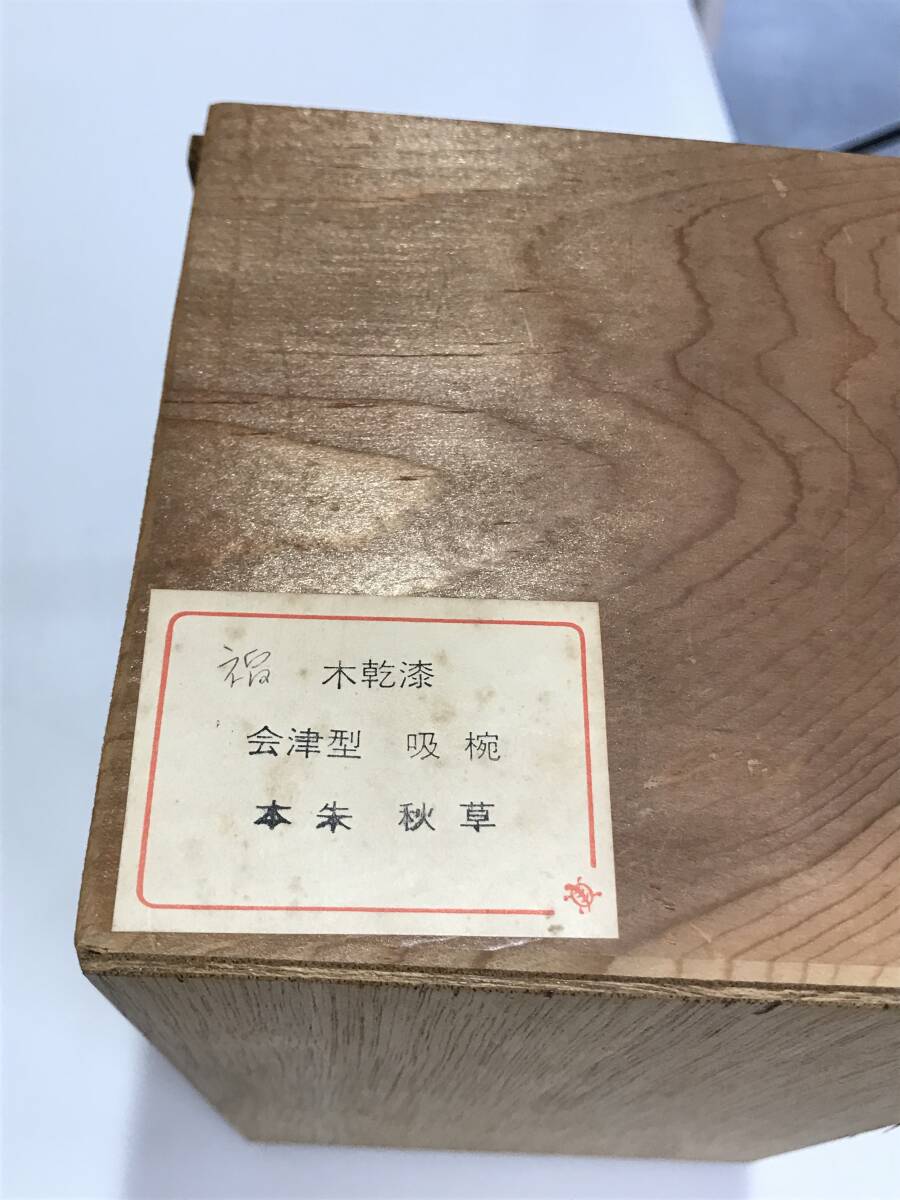 木乾漆
会津型 吸椀
本朱 秋草